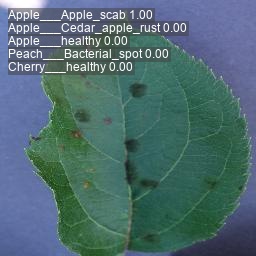 Apple___Apple_scab 1.00
Apple___Cedar_apple_rust 0.00
Apple___healthy 0.00
Peach___Bacterial_spot 0.00
Cherry___healthy 0.00